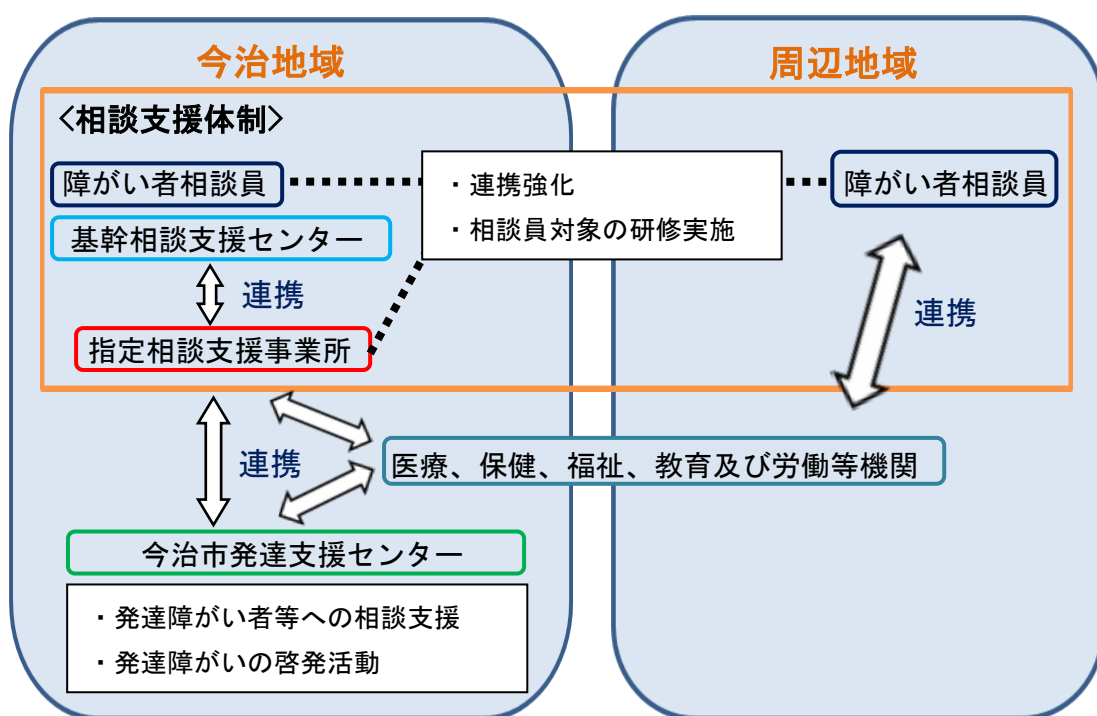 今治地域
周辺地域
<相談支援体制>
障がい者相談員
・連携強化
・相談員対象の研修実施
障がい者相談員
基幹相談支援センター
連携
連携
指定相談支援事業所
連携
医療、保健、福祉、教育及び労働等機関
今治市発達支援センター
・発達障がい者等への相談支援
・発達障がいの啓発活動